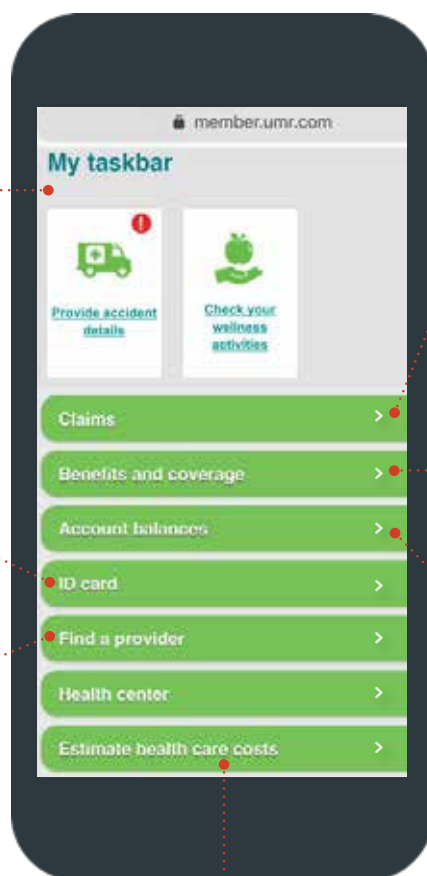 member.umr.com
My taskbar
!
Provide accident
details
Check your
wellness
activities
Claims
Benefits and coverage
Account balances
ID card
Find a provider
Health center
Estimate health care costs